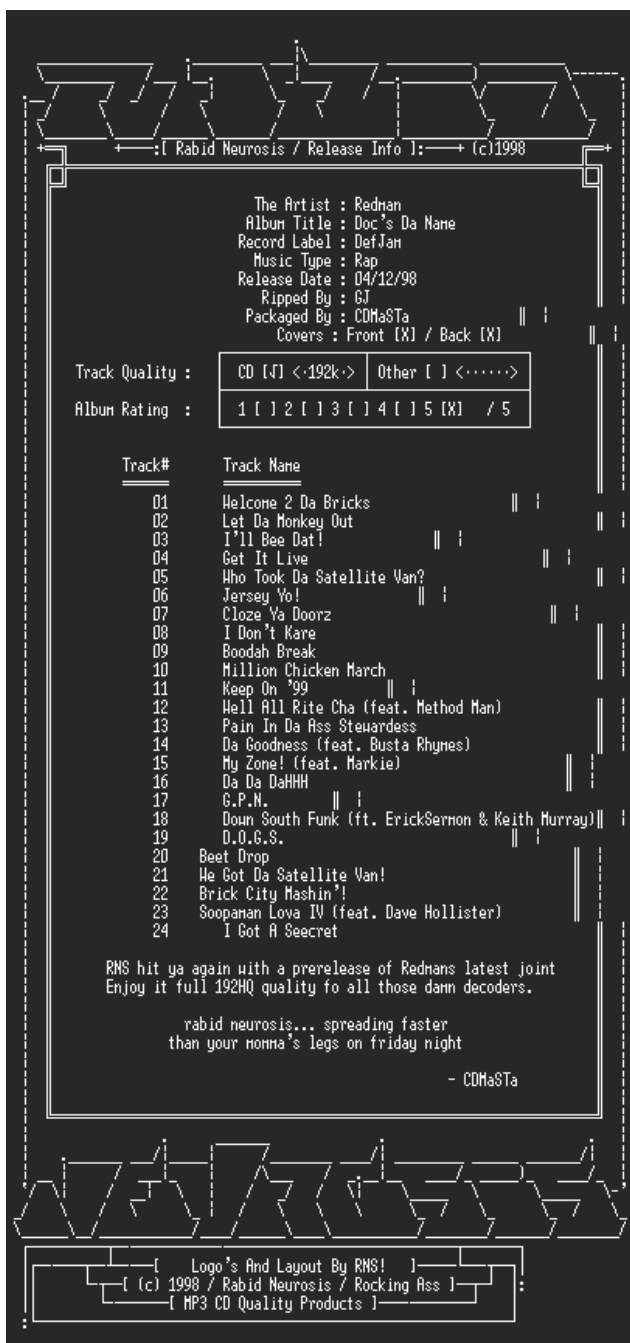 RABID
:[ Rabid Neurosis / Release Info ]: (c)1998
The Artist : Redman
Album Title : Doc's Da Name
Record Label : DefJam
Music Type : Rap
Release Date : 04/12/98
Ripped By : GJ
Packaged By : CDMaSTa
Covers : Front [X] / Back [X]
Track Quality : CD [√] <·192k·> Other [ ] <······>
Album Rating : 1 [ ] 2 [ ] 3 [ ] 4 [ ] 5 [X] / 5
Track# Track Name
01 Welcome 2 Da Bricks
02 Let Da Monkey Out
03 I'll Bee Dat!
04 Get It Live
05 Who Took Da Satellite Van?
06 Jersey Yo!
07 Cloze Ya Doorz
08 I Don't Kare
09 Boodah Break
10 Million Chicken March
11 Keep On '99
12 Well All Rite Cha (feat. Method Man)
13 Pain In Da Ass Stewardess
14 Da Goodness (feat. Busta Rhymes)
15 My Zone! (feat. Markie)
16 Da Da DaHHH
17 G.P.N.
18 Down South Funk (ft. ErickSermon & Keith Murray)
19 D.O.G.S.
20 Beet Drop
21 We Got Da Satellite Van!
22 Brick City Mashin'!
23 Soopaman Lova IV (feat. Dave Hollister)
24 I Got A Seecret
RNS hit ya again with a prerelease of Redmans latest joint
Enjoy it full 192HQ quality fo all those damn decoders.
rabid neurosis... spreading faster
than your momma's legs on friday night
- CDMaSTa
NEUROSIS
[ Logo's And Layout By RNS! ]
[ (c) 1998 / Rabid Neurosis / Rocking Ass ]
[ MP3 CD Quality Products ]